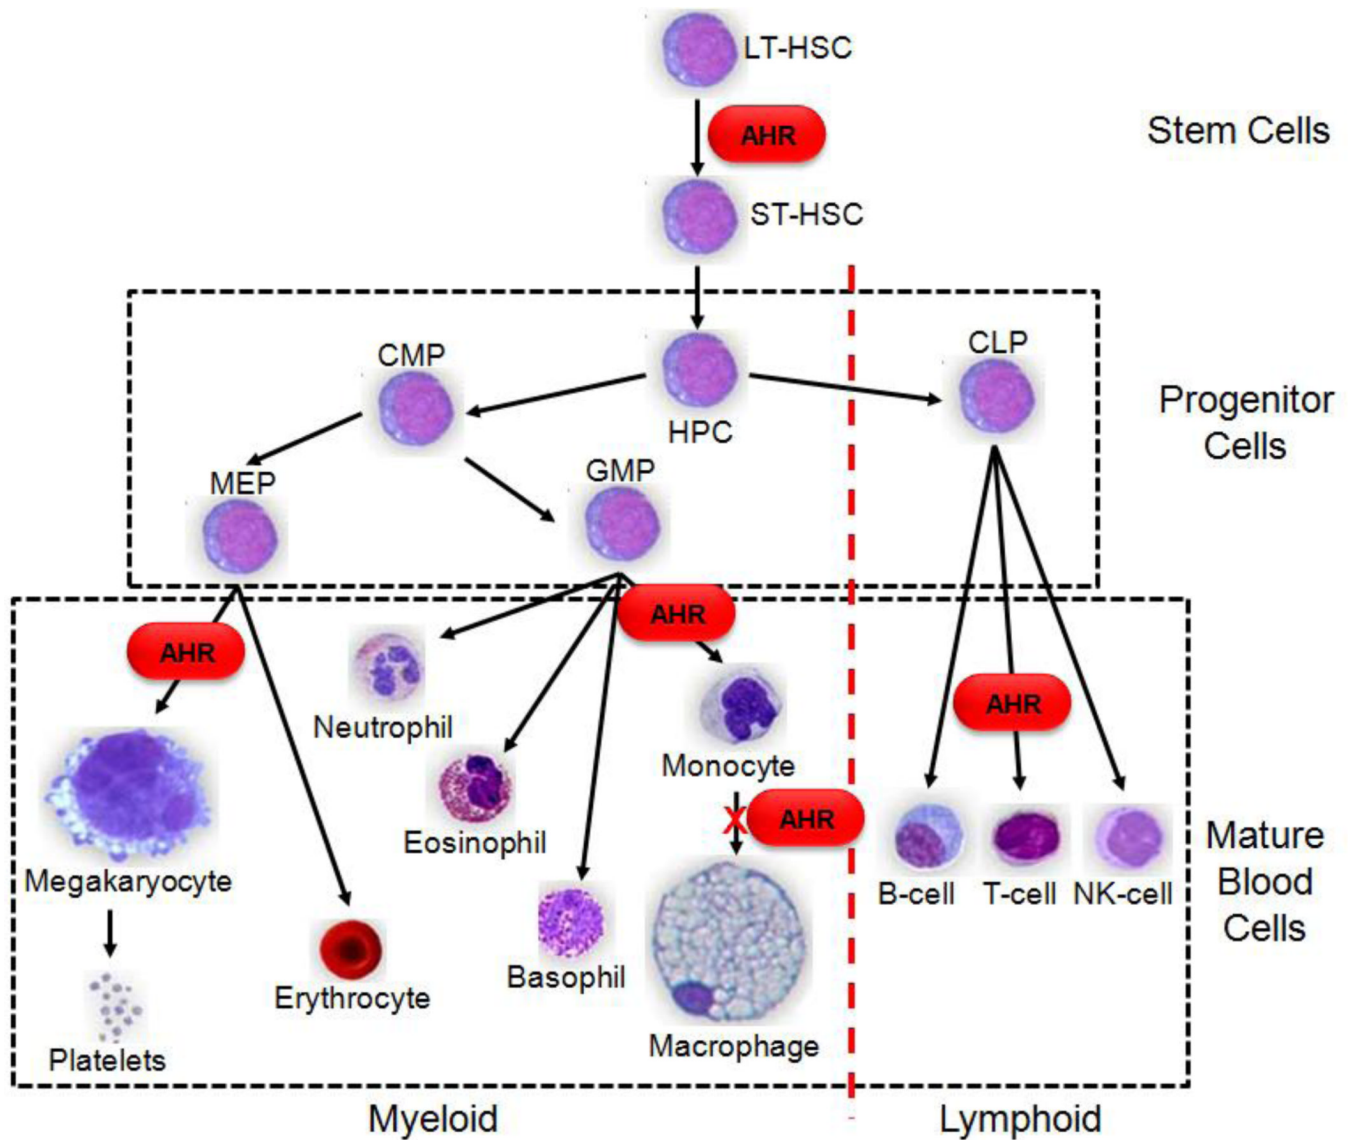 LT-HSC
AHR
Stem Cells
ST-HSC
CMP
HPC
CLP
Progenitor
Cells
MEP
GMP
AHR
AHR
Neutrophil
Monocyte
AHR
Eosinophil
X
AHR
Megakaryocyte
B-cell
T-cell
NK-cell
Mature
Blood
Cells
Basophil
Erythrocyte
Macrophage
Platelets
Myeloid
Lymphoid